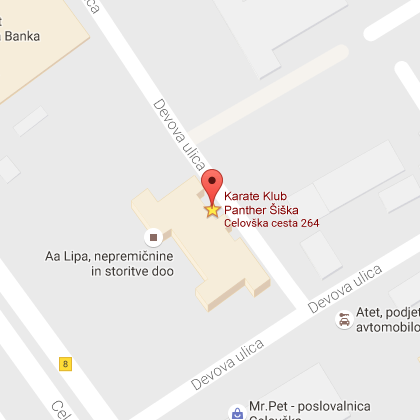 Banka
Devova ulica
Karate Klub
Panther Šiška
Celovška cesta 264
Aa Lipa, nepremičnine
in storitve doo
Devova ulica
Atet, podjet
avtomobilo
Devova ulica
8
Mr.Pet - poslovalnica